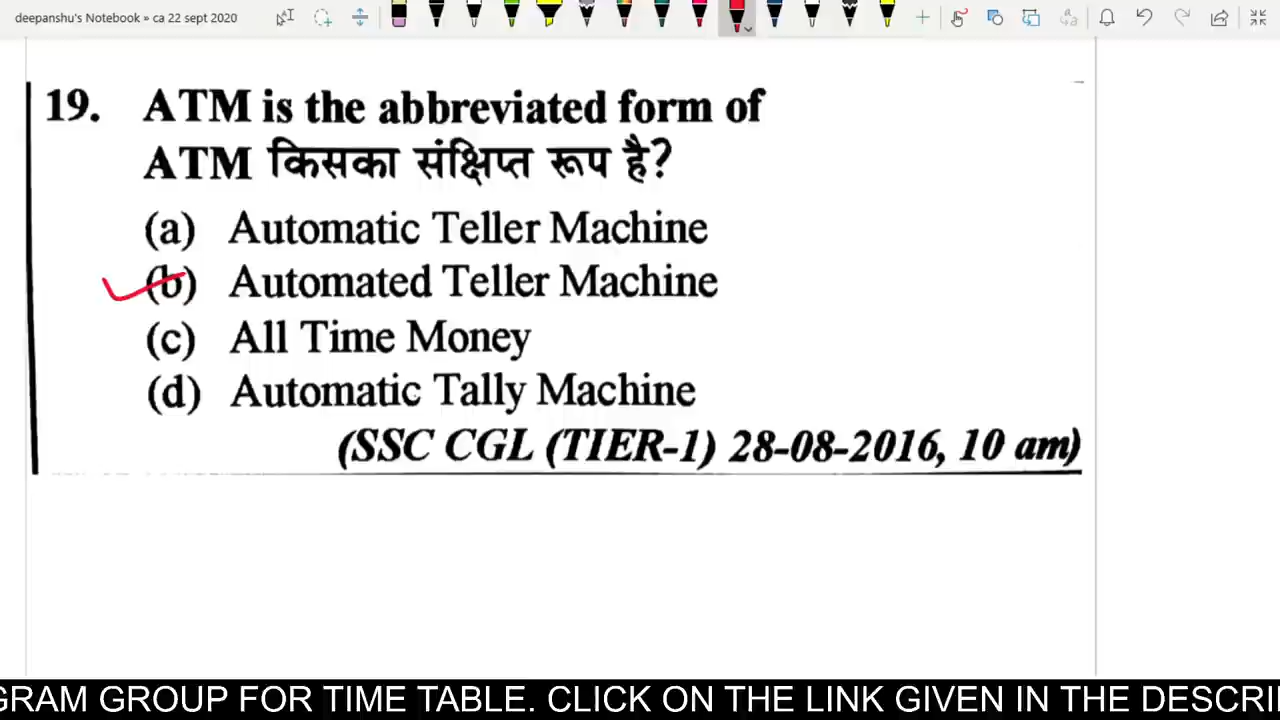 deepanshu's Notebook » ca 22 sept 2020
19. ATM is the abbreviated form of
ATM किसका संक्षिप्त रूप है?
(a) Automatic Teller Machine
(b) Automated Teller Machine
(c) All Time Money
(d) Automatic Tally Machine
(SSC CGL (TIER-1) 28-08-2016, 10 am)
GRAM GROUP FOR TIME TABLE. CLICK ON THE LINK GIVEN IN THE DESCRI